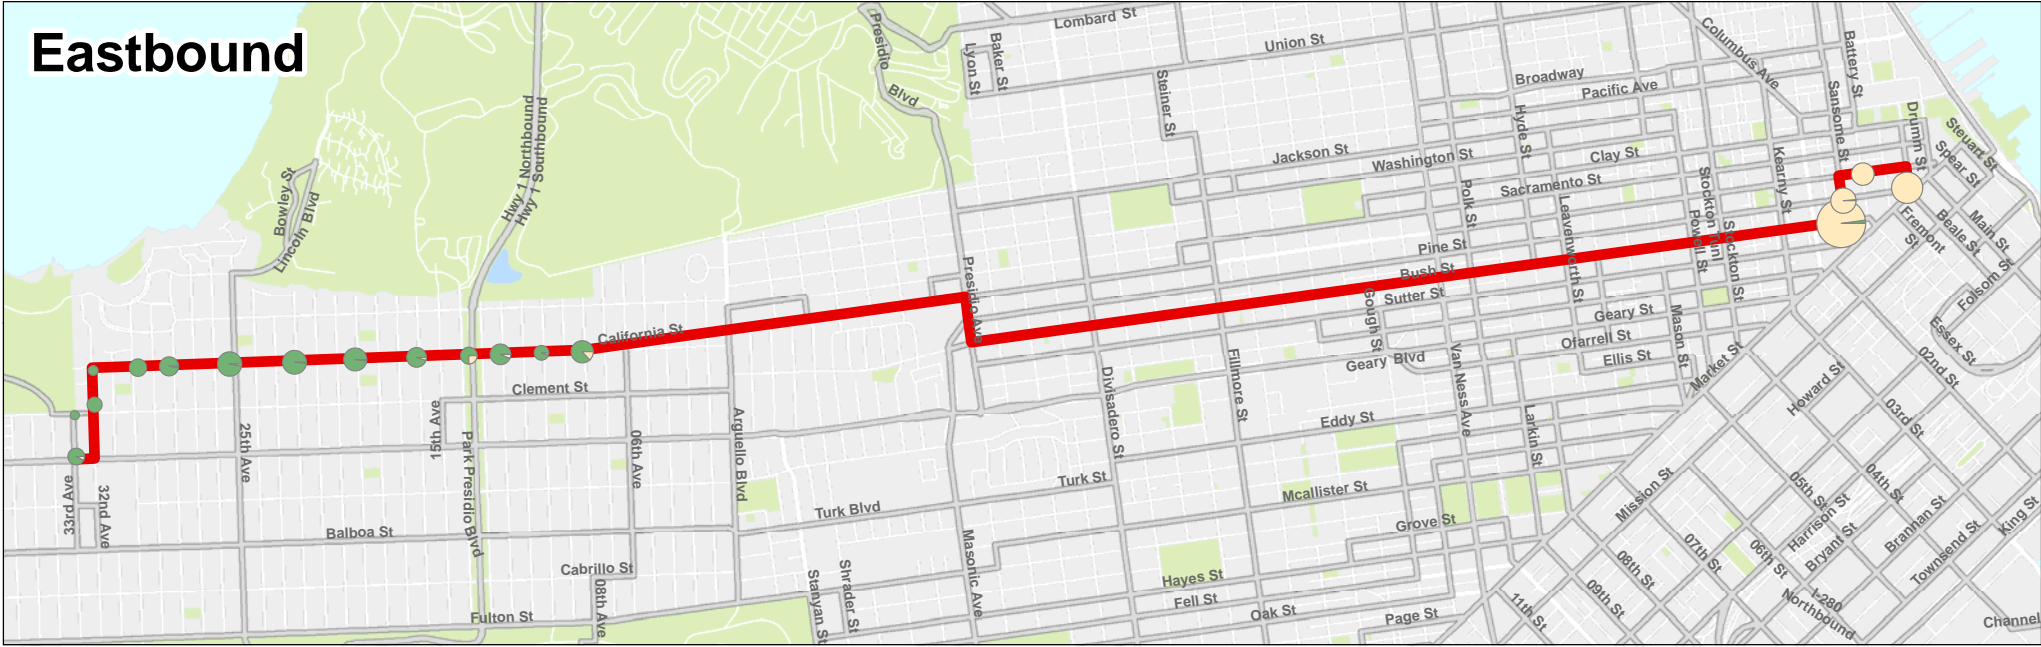 Eastbound
Lombard St
Union St
Presidio
Blvd
Lyon St
Baker St
Steiner St
Broadway
Pacific Ave
Columbus Ave
Battery St
Sansome St
Drumm St
Steuart St
Spear St
Hyde St
Jackson St
Washington St
Clay St
Sacramento St
Kearny St
Stockton Tunl
Stockton St
Powell St
Polk St
Leavenworth St
Main St
Beale St
Fremont
St
Folsom St
Essex St
Bowley St
Lincoln Blvd
Hwy 1 Northbound
Hwy 1 Southbound
Pine St
Bush St
Sutter St
Gough St
Geary St
Ofarrell St
Ellis St
Mason St
Market St
Presidio Ave
California St
Clement St
Geary Blvd
Van Ness Ave
Fillmore St
Divisadero St
Eddy St
Larkin St
02nd St
Howard St
03rd St
25th Ave
15th Ave
Park Presidio Blvd
06th Ave
Arguello Blvd
33rd Ave
32nd Ave
Balboa St
Cabrillo St
08th Ave
Fulton St
Turk Blvd
Turk St
Mcallister St
Grove St
Masonic Ave
Stanyan St
Shrader St
Hayes St
Fell St
Oak St
Page St
Mission St
04th St
05th St
Harrison St
Bryant St
Brannan St
Townsend St
King St
06th St
07th St
08th St
09th St
11th St
I-280
Northbound
Channel